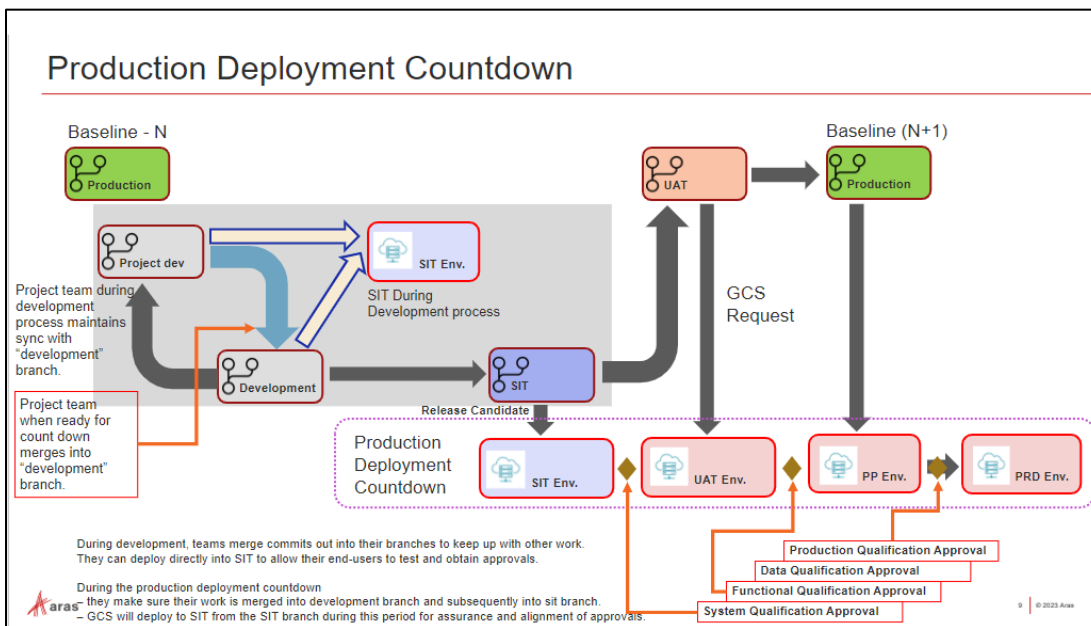 Production Deployment Countdown
Baseline - N
Baseline (N+1)
Production
UAT
Production
Project dev
SIT Env.
Project team during
development
process maintains
sync with
“development”
branch.
SIT During
Development process
GCS
Request
Development
SIT
Release Candidate
Project team
when ready for
count down
merges into
“development”
branch.
Production
Deployment
Countdown
SIT Env.
UAT Env.
PP Env.
PRD Env.
During development, teams merge commits out into their branches to keep up with other work.
They can deploy directly into SIT to allow their end-users to test and obtain approvals.
During the production deployment countdown
– they make sure their work is merged into development branch and subsequently into sit branch.
– GCS will deploy to SIT from the SIT branch during this period for assurance and alignment of approvals.
Production Qualification Approval
Data Qualification Approval
Functional Qualification Approval
System Qualification Approval
aras
9
© 2023 Aras